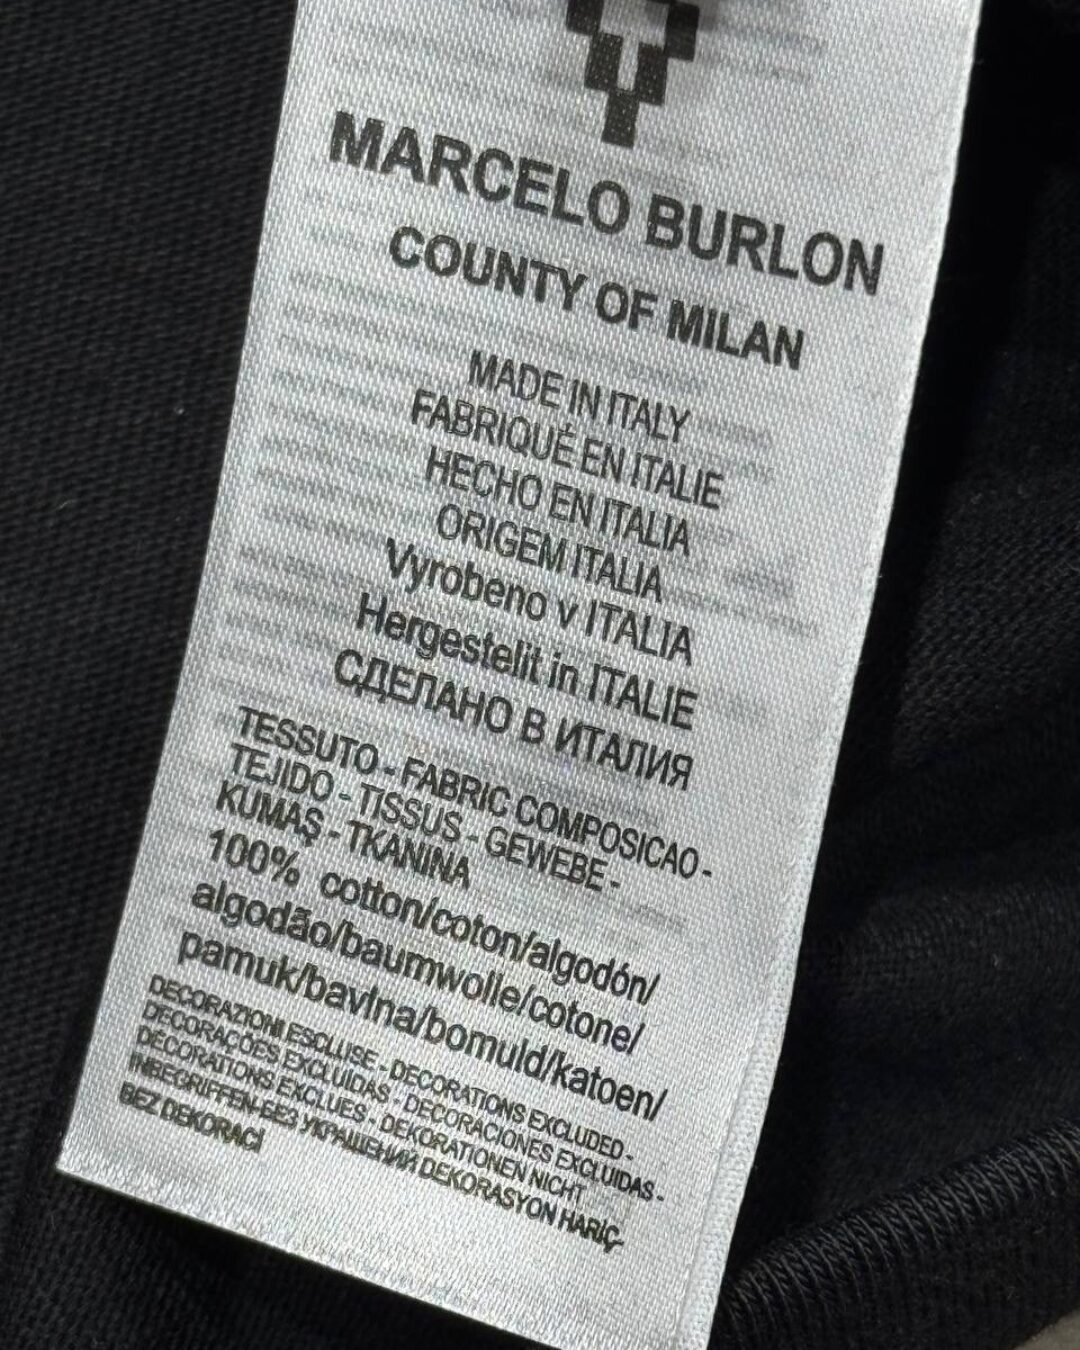 MARCELO BURLON
COUNTY OF MILAN
MADE IN ITALY
FABRIQUÉ EN ITALIE
HECHO EN ITALIA
ORIGEM ITALIA
Vyrobeno v ITALIA
Hergestelit in ITALIE
СДЕЛАНО В ИТАЛИЯ
TESSUTO - FABRIC COMPOSICAO -
TEJIDO - TISSUS - GEWEBE -
KUMAŞ - TKANINA
100% cotton/coton/algodón/
algodão/baumwolle/cotone/
pamuk/bavlna/bomuld/katoen/
DECORAZIONI ESCLUSE - DECORATIONS EXCLUDED -
DECORAÇÕES EXCLUIDAS - DECORACIONES EXCLUIDAS -
DÉCORATIONS EXCLUES - DEKORATIONEN NICHT
INBEGRIFFEN-БЕЗ УКРАШЕНИЙ DEKORASYON HARIÇ-
BEZ DEKORACÍ